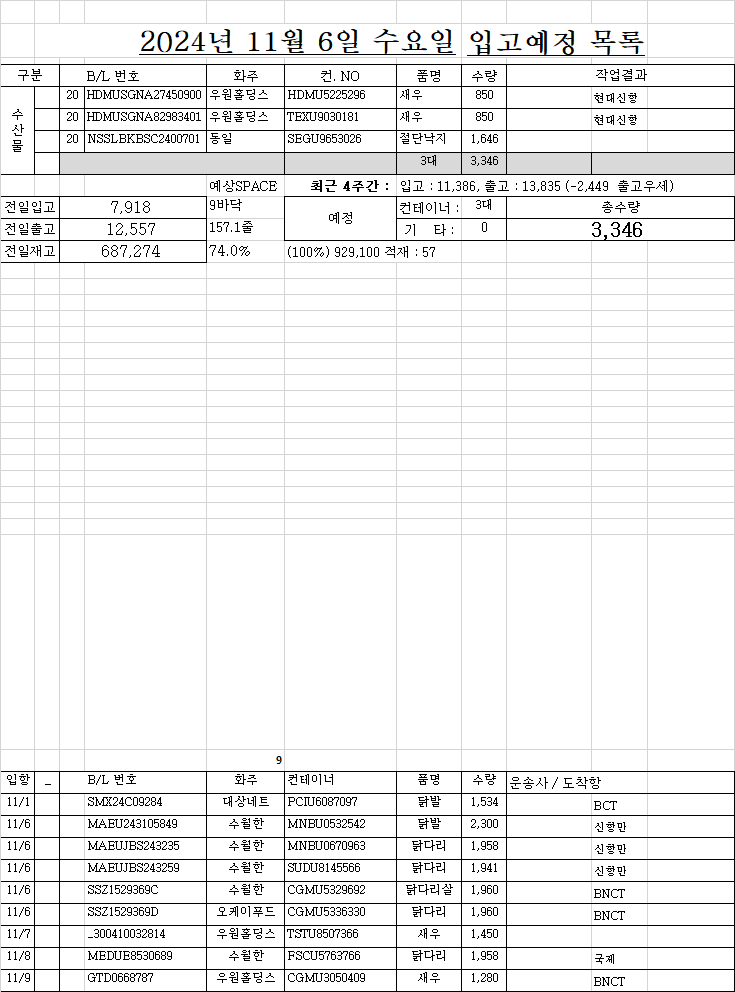 2024년 11월 6일 수요일 입고예정 목록
구분 B/L 번호 화주 컨. NO 품명 수량 작업결과
수산물
20 HDMUSGNA27450900 우원홀딩스 HDMU5225296 새우 850 현대신항
20 HDMUSGNA82983401 우원홀딩스 TEXU9030181 새우 850 현대신항
20 NSSLBKBSC2400701 동일 SEGU9653026 절단낙지 1,646
3대 3,346
예상SPACE 최근 4주간 : 입고 : 11,386, 출고 : 13,835 (-2,449 출고우세)
전일입고 7,918 9바닥 예정 컨테이너 : 3대 총수량
전일출고 12,557 157.1줄 기 타 : 0 3,346
전일재고 687,274 74.0% (100%) 929,100 적재 : 57
9
입항 _ B/L 번호 화주 컨테이너 품명 수량 운송사 / 도착항
11/1 SMX24C09284 대상네트 PCIU6087097 닭발 1,534 BCT
11/6 MAEU243105849 수월한 MNBU0532542 닭발 2,300 신항만
11/6 MAEUJBS243235 수월한 MNBU0670963 닭다리 1,958 신항만
11/6 MAEUJBS243259 수월한 SUDU8145566 닭다리 1,941 신항만
11/6 SSZ1529369C 수월한 CGMU5329692 닭다리살 1,960 BNCT
11/6 SSZ1529369D 오케이푸드 CGMU5336330 닭다리 1,960 BNCT
11/7 _300410032814 우원홀딩스 TSTU8507366 새우 1,450
11/8 MEDUB8530689 수월한 FSCU5763766 닭다리 1,958 국제
11/9 GTD0668787 우원홀딩스 CGMU3050409 새우 1,280 BNCT